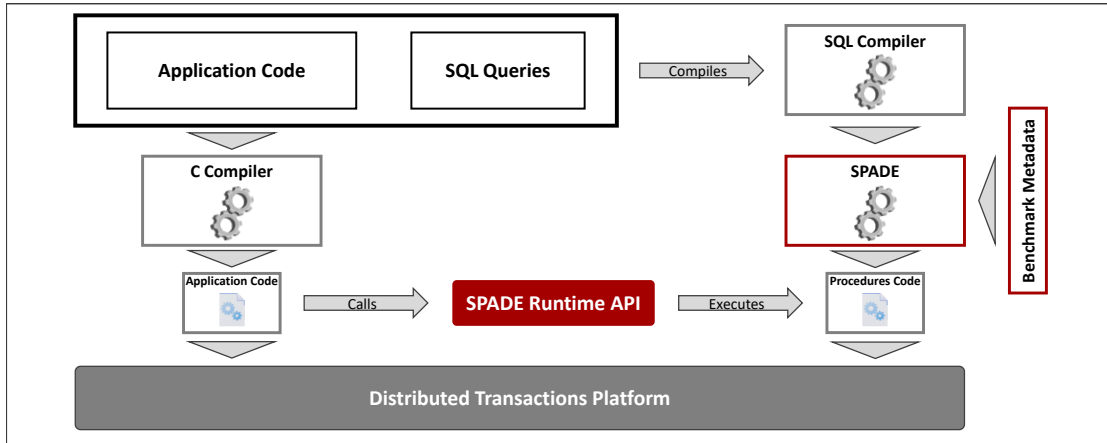 Application Code
SQL Queries
Compiles
SQL Compiler
C Compiler
SPADE
Benchmark Metadata
Application Code
Calls
SPADE Runtime API
Executes
Procedures Code
Distributed Transactions Platform